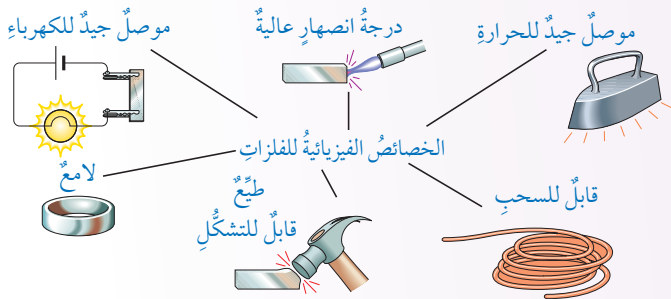 موصلٌ جيدٌ للحرارةِ
درجةُ انصهارٍ عاليةٌ
موصلٌ جيدٌ للكهرباءِ
الخصائصُ الفيزيائيةُ للفلزاتِ
قابلٌ للسحبِ
طيِّعٌ
قابلٌ للتشكُّلِ
لامعٌ